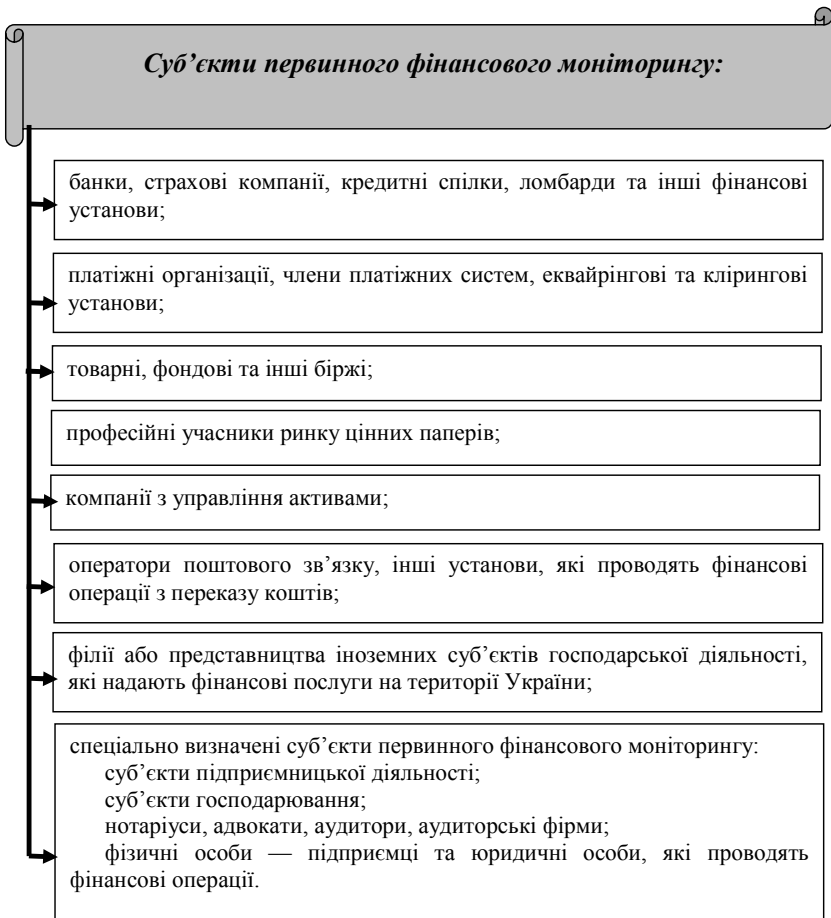 Суб’єкти первинного фінансового моніторингу:
банки, страхові компанії, кредитні спілки, ломбарди та інші фінансові
установи;
платіжні організації, члени платіжних систем, еквайрінгові та клірингові
установи;
товарні, фондові та інші біржі;
професійні учасники ринку цінних паперів;
компанії з управління активами;
оператори поштового зв’язку, інші установи, які проводять фінансові
операції з переказу коштів;
філії або представництва іноземних суб’єктів господарської діяльності,
які надають фінансові послуги на території України;
спеціально визначені суб’єкти первинного фінансового моніторингу:
суб’єкти підприємницької діяльності;
суб’єкти господарювання;
нотаріуси, адвокати, аудитори, аудиторські фірми;
фізичні особи — підприємці та юридичні особи, які проводять
фінансові операції.